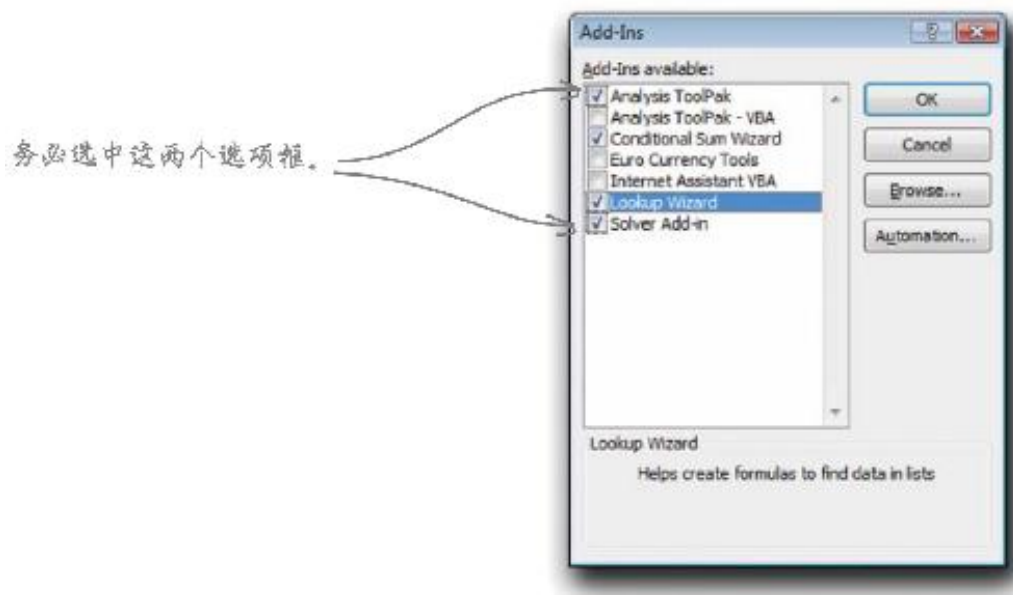 Add-Ins
Add-Ins available:
Analysis ToolPak
Analysis ToolPak - VBA
Conditional Sum Wizard
Euro Currency Tools
Internet Assistant VBA
Lookup Wizard
Solver Add-in
OK
Cancel
Browse...
Automation...
务必选中这两个选项框。
Lookup Wizard
Helps create formulas to find data in lists